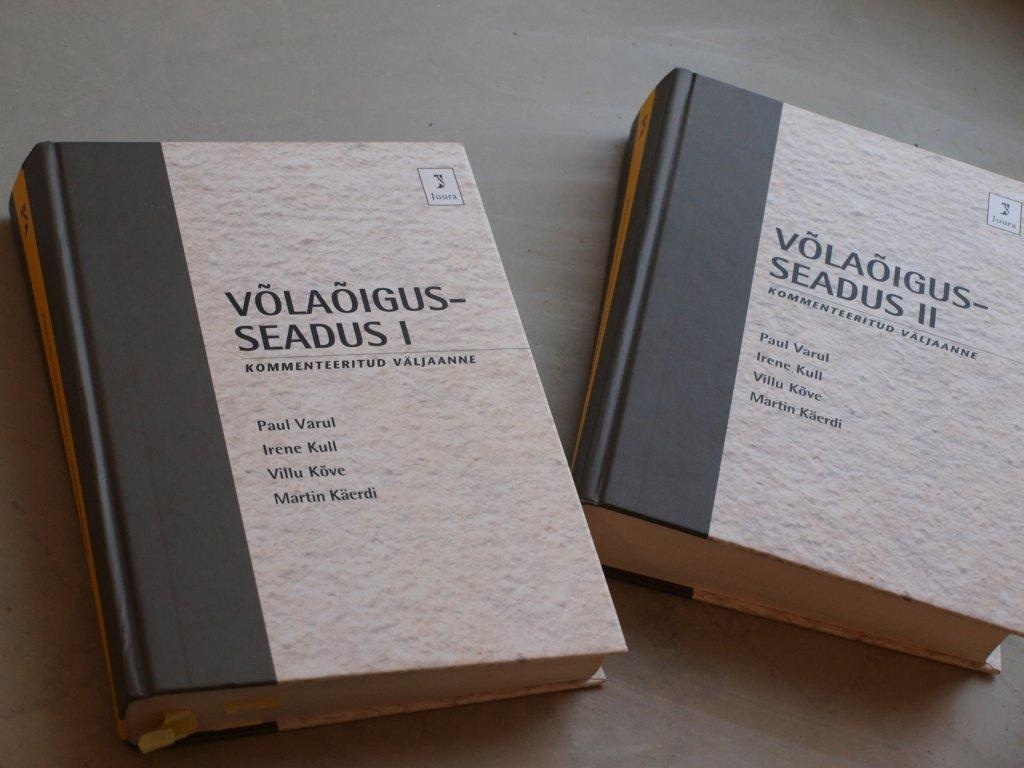 Juura
VÕLAÕIGUS-
SEADUS I
KOMMENTEERITUD VÄLJAANNE
Paul Varul
Irene Kull
Villu Kõve
Martin Käerdi
Juura
VÕLAÕIGUS-
SEADUS II
KOMMENTEERITUD VÄLJAANNE
Paul Varul
Irene Kull
Villu Kõve
Martin Käerdi